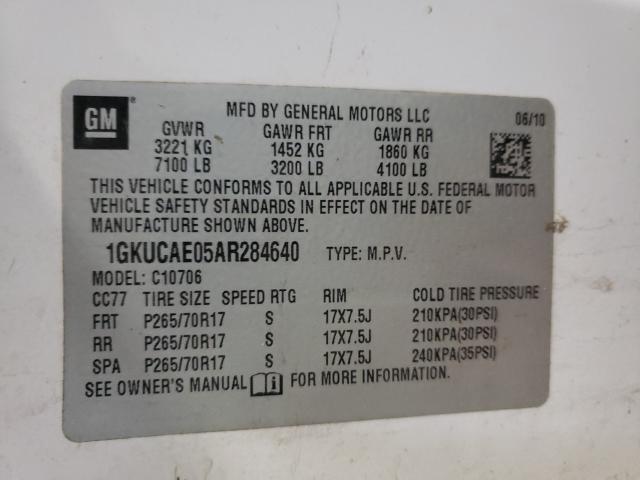 GM
MFD BY GENERAL MOTORS LLC 06/10
GVWR GAWR FRT GAWR RR
3221 KG 1452 KG 1860 KG
7100 LB 3200 LB 4100 LB
THIS VEHICLE CONFORMS TO ALL APPLICABLE U.S. FEDERAL MOTOR
VEHICLE SAFETY STANDARDS IN EFFECT ON THE DATE OF
MANUFACTURE SHOWN ABOVE.
1GKUCAE05AR284640 TYPE: M.P.V.
MODEL: C10706
CC77 TIRE SIZE SPEED RTG RIM COLD TIRE PRESSURE
FRT P265/70R17 S 17X7.5J 210KPA(30PSI)
RR P265/70R17 S 17X7.5J 210KPA(30PSI)
SPA P265/70R17 S 17X7.5J 240KPA(35PSI)
SEE OWNER'S MANUAL FOR MORE INFORMATION.